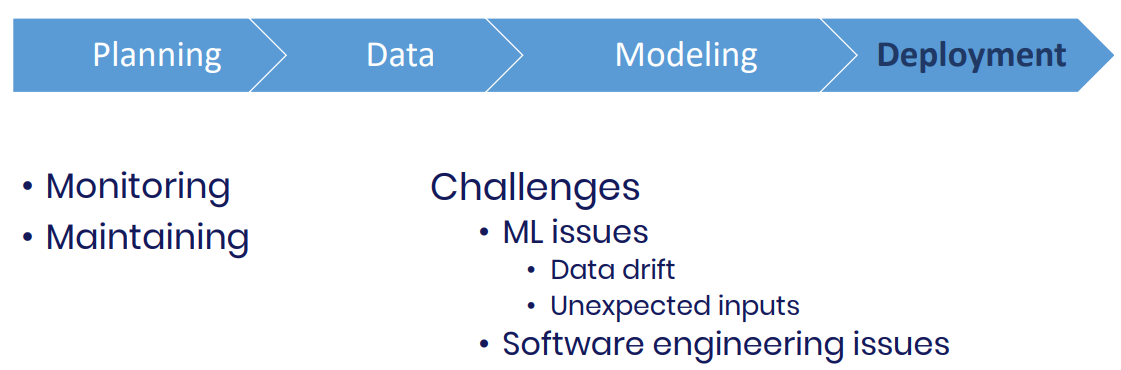 Planning Data Modeling Deployment
• Monitoring
• Maintaining
Challenges
• ML issues
• Data drift
• Unexpected inputs
• Software engineering issues